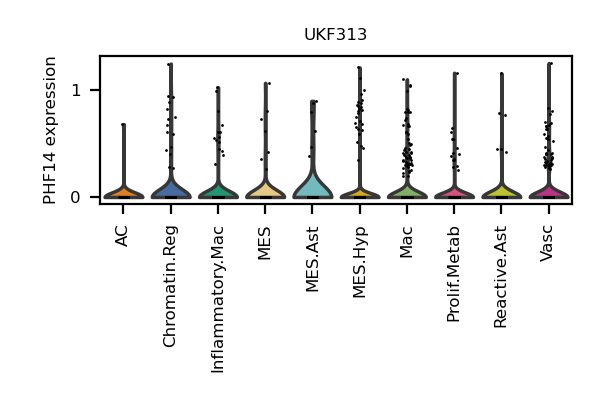 UKF313
PHF14 expression
1
0
AC
Chromatin.Reg
Inflammatory.Mac
MES
MES.Ast
MES.Hyp
Mac
Prolif.Metab
Reactive.Ast
Vasc